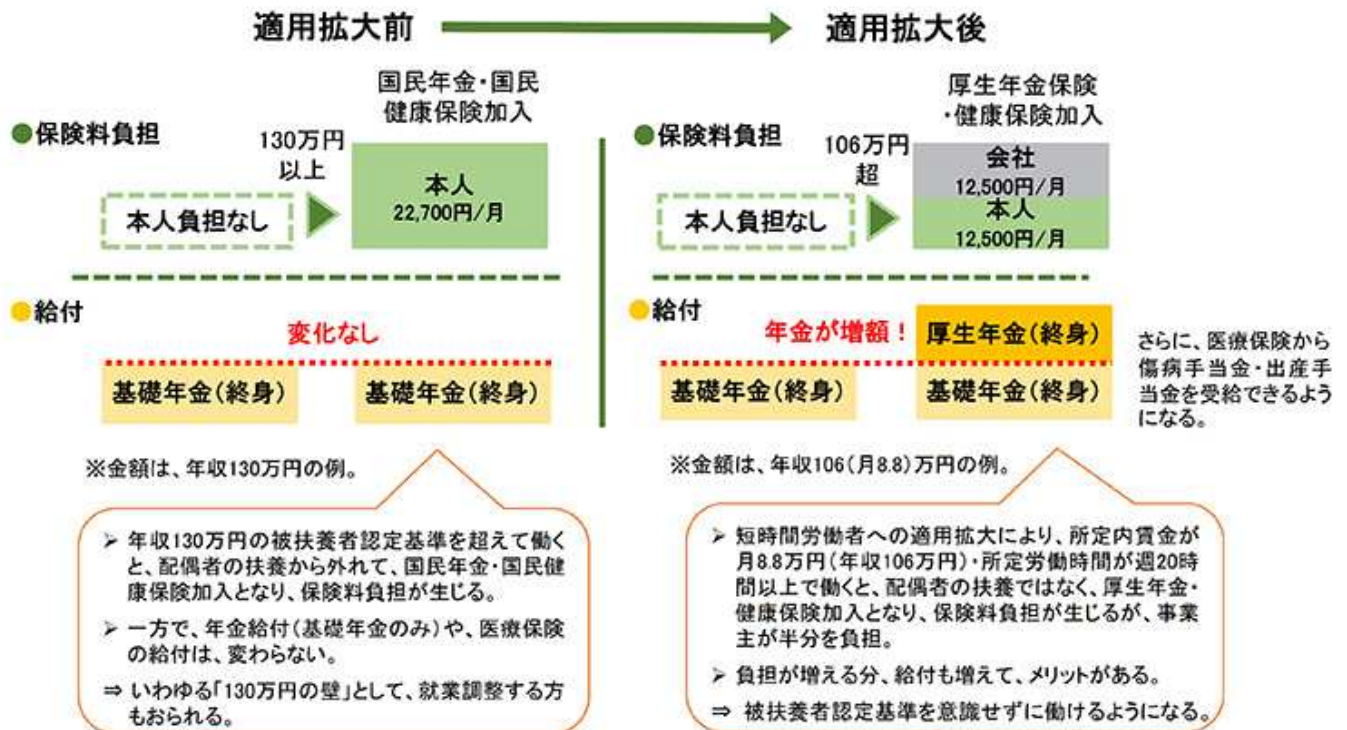 適用拡大前
適用拡大後
●保険料負担
130万円
以上
国民年金・国民
健康保険加入
本人負担なし
本人
22,700円/月
●給付
変化なし
基礎年金(終身)
基礎年金(終身)
※金額は、年収130万円の例。
➢ 年収130万円の被扶養者認定基準を超えて働く
と、配偶者の扶養から外れて、国民年金・国民健
康保険加入となり、保険料負担が生じる。
➢ 一方で、年金給付(基礎年金のみ)や、医療保険
の給付は、変わらない。
⇒ いわゆる「130万円の壁」として、就業調整する方
もおられる。
●保険料負担
106万円
超
厚生年金保険
・健康保険加入
本人負担なし
会社
12,500円/月
本人
12,500円/月
●給付
年金が増額!
厚生年金(終身)
基礎年金(終身)
基礎年金(終身)
さらに、医療保険から
傷病手当金・出産手
当金を受給できるよう
になる。
※金額は、年収106(月8.8)万円の例。
➢ 短時間労働者への適用拡大により、所定内賃金が
月8.8万円(年収106万円)・所定労働時間が週20時
間以上で働くと、配偶者の扶養ではなく、厚生年金・
健康保険加入となり、保険料負担が生じるが、事業
主が半分を負担。
➢ 負担が増える分、給付も増えて、メリットがある。
⇒ 被扶養者認定基準を意識せずに働けるようになる。